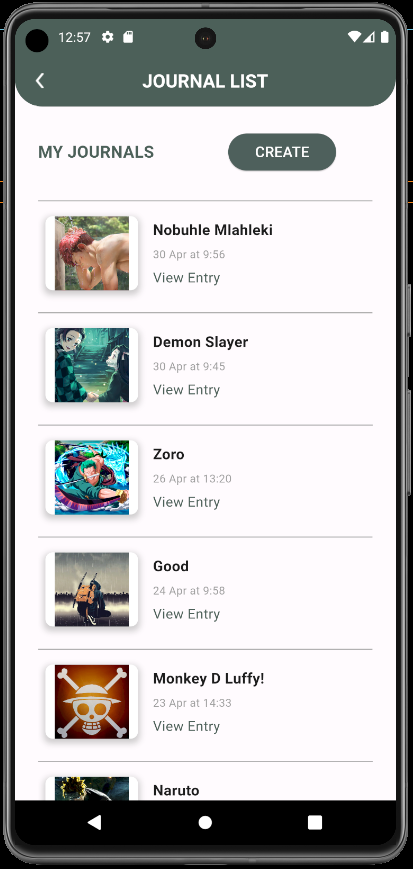 12:57
JOURNAL LIST
MY JOURNALS
CREATE
Nobuhle Mlahleki
30 Apr at 9:56
View Entry
Demon Slayer
30 Apr at 9:45
View Entry
Zoro
26 Apr at 13:20
View Entry
Good
24 Apr at 9:58
View Entry
Monkey D Luffy!
23 Apr at 14:33
View Entry
Naruto